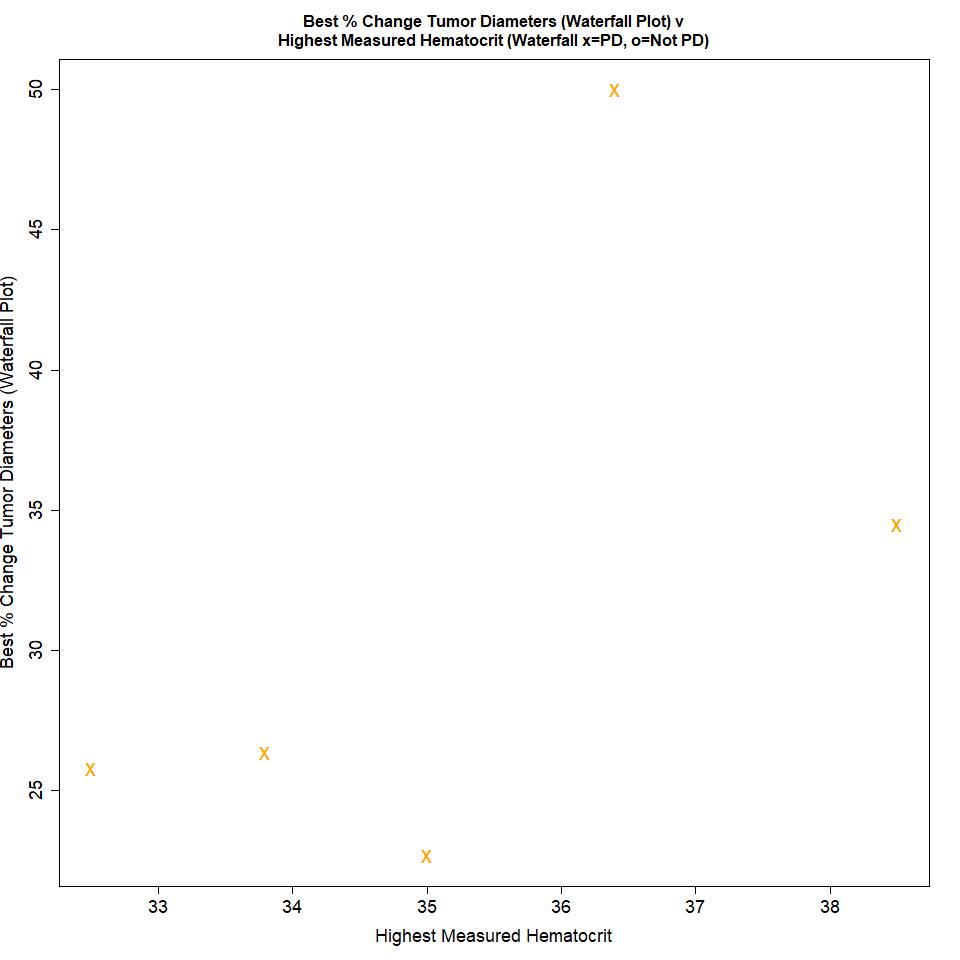 Best % Change Tumor Diameters (Waterfall Plot) v
Highest Measured Hematocrit (Waterfall x=PD, o=Not PD)
Best % Change Tumor Diameters (Waterfall Plot)
50
45
40
35
30
25
X
X
X
X
X
33 34 35 36 37 38
Highest Measured Hematocrit